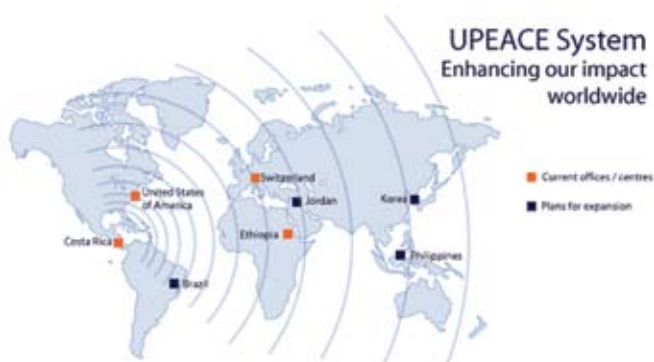 UPEACE System
Enhancing our impact
worldwide
Current offices / centres
Plans for expansion
Switzerland
United States
of America
Jordan
Korea
Costa Rica
Ethiopia
Philippines
Brazil